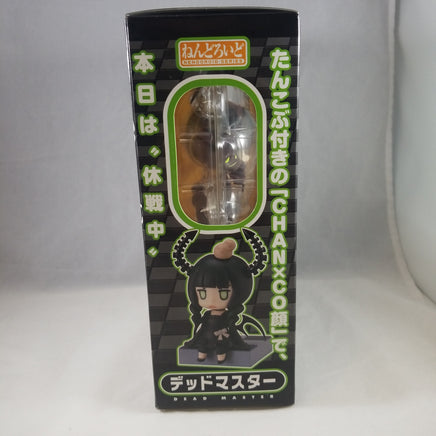 ねんどろいど
NENDOROID SERIES
たんこぶ付きの「CHAN×CO顔」で、
本日は、休戦中。
デッドマスター
DEAD MASTER